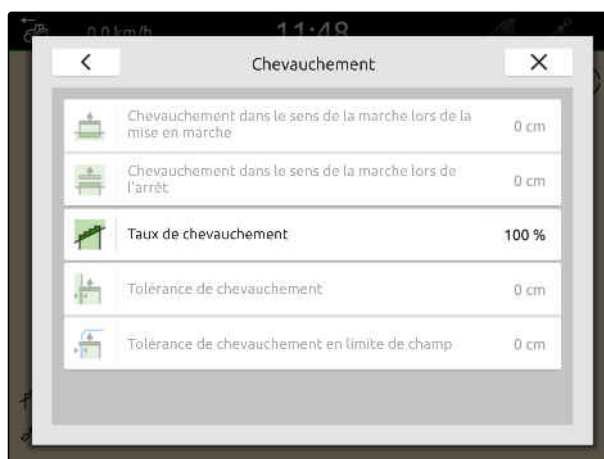 0.0 km/h
11:48
Chevauchement
Chevauchement dans le sens de la marche lors de la
mise en marche
0 cm
Chevauchement dans le sens de la marche lors de
l'arrêt
0 cm
Taux de chevauchement
100 %
Tolérance de chevauchement
0 cm
Tolérance de chevauchement en limite de champ
0 cm